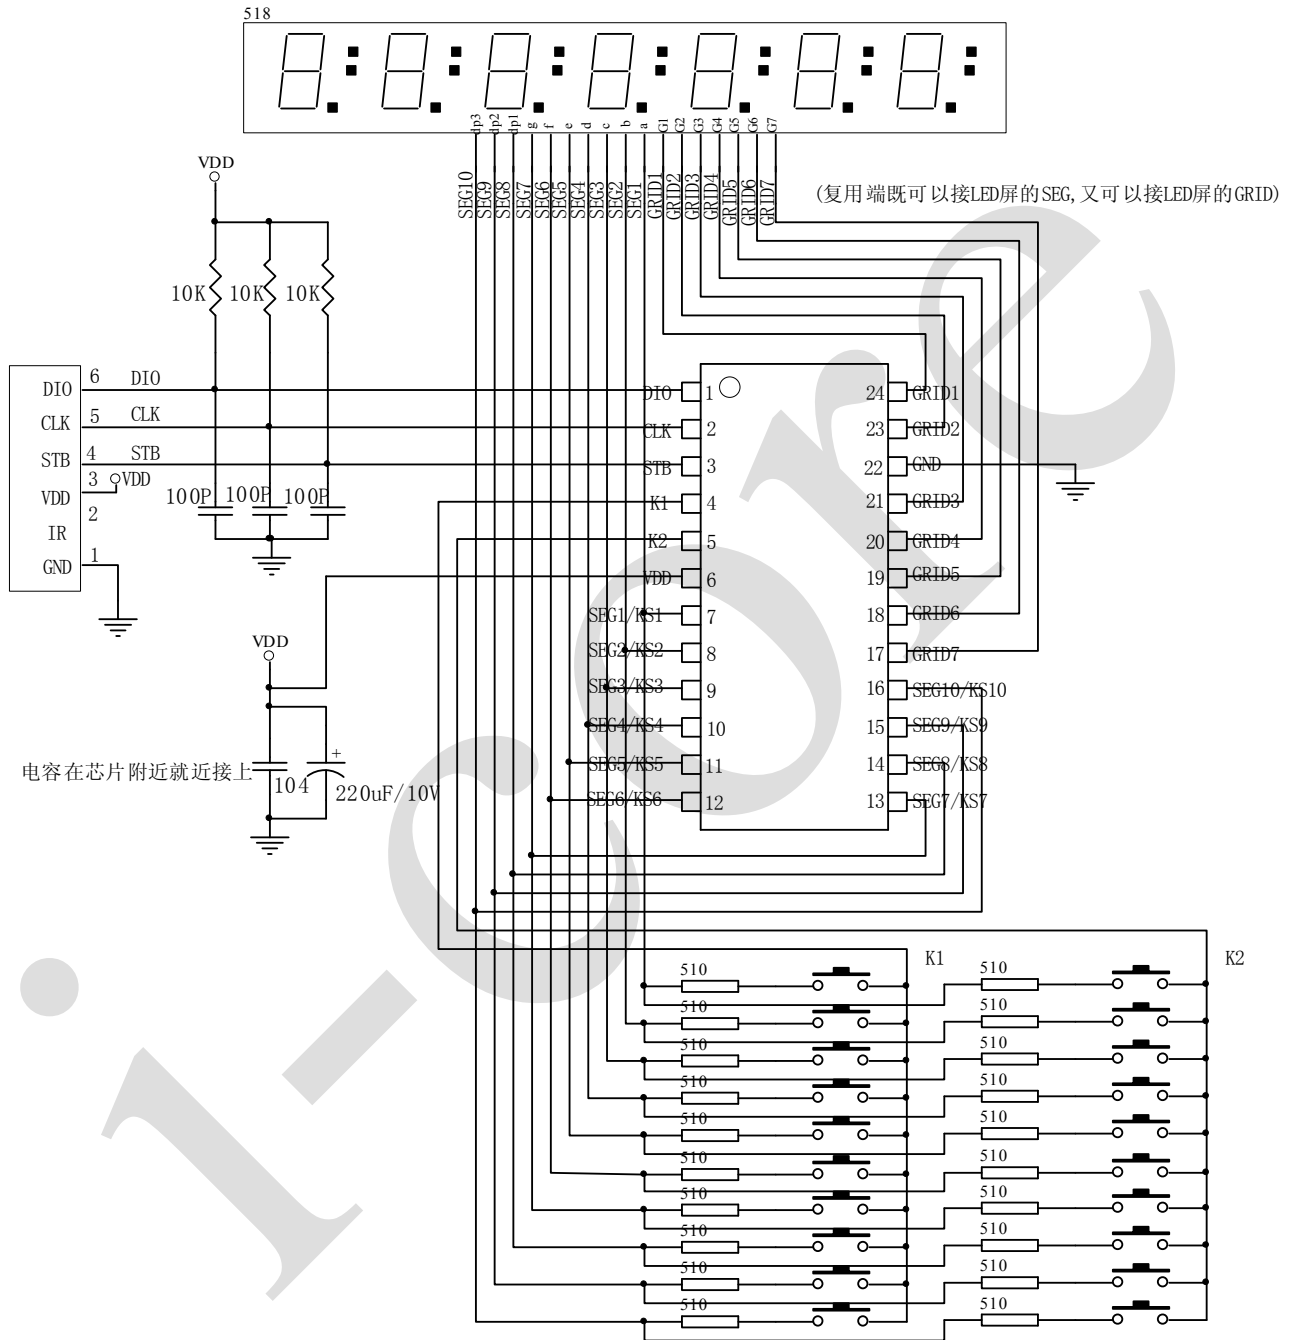 518
dp3 dp2 dp1 g f e d c b a G1 G2 G3 G4 G5 G6 G7
SEG10 SEG9 SEG8 SEG7 SEG6 SEG5 SEG4 SEG3 SEG2 SEG1 GRID1 GRID2 GRID3 GRID4 GRID5 GRID6 GRID7
(复用端既可以接LED屏的SEG,又可以接LED屏的GRID)
VDD
10K 10K 10K
DIO 6 DIO
CLK 5 CLK
STB 4 STB
VDD 3 VDD
IR 2
GND 1
100P 100P 100P
DIO 1
CLK 2
STB 3
K1 4
K2 5
VDD 6
SEG1/KS1 7
SEG2/KS2 8
SEG3/KS3 9
SEG4/KS4 10
SEG5/KS5 11
SEG6/KS6 12
24 GRID1
23 GRID2
22 GND
21 GRID3
20 GRID4
19 GRID5
18 GRID6
17 GRID7
16 SEG10/KS10
15 SEG9/KS9
14 SEG8/KS8
13 SEG7/KS7
VDD
电容在芯片附近就近接上
104
+
220uF/10V
K1 K2
510 510
510 510
510 510
510 510
510 510
510 510
510 510
510 510
510 510
510 510
i-core